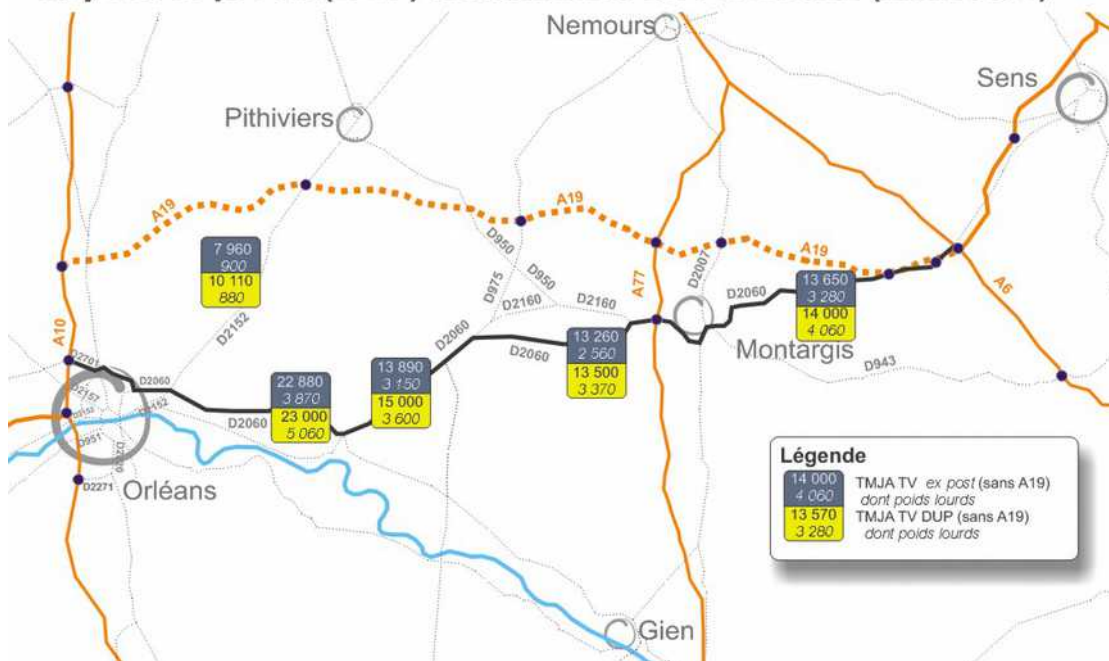 Nemours
Sens
Pithiviers
A19
A19
7 960
900
10 110
880
D950
D2007
D950
D975
A77
A19
A10
D2152
D2160
D2160
D2060
13 650
3 280
14 000
4 060
A6
D2060
13 260
2 560
13 500
3 370
D2060
Montargis
D943
D2701
D2060
13 890
3 150
15 000
3 600
22 880
3 870
23 000
5 060
D2157
D2152
D2060
D951
D2271
Orléans
Légende
14 000
4 060
TMJA TV ex post (sans A19)
dont poids lourds
13 570
3 280
TMJA TV DUP (sans A19)
dont poids lourds
Gien